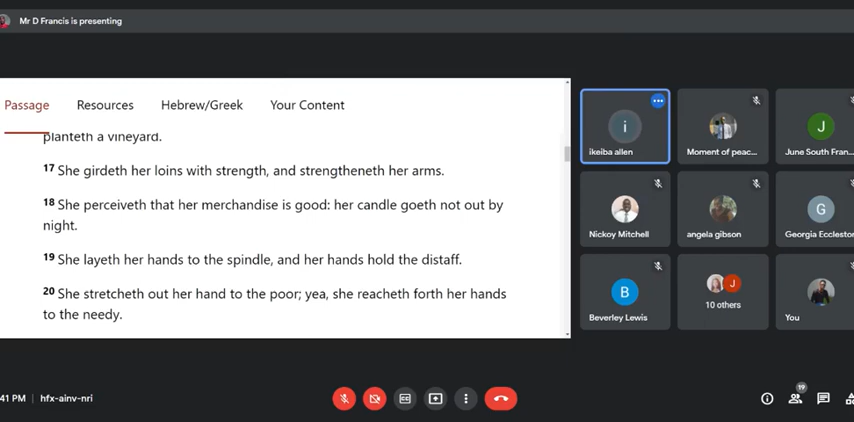 Mr D Francis is presenting
Passage Resources Hebrew/Greek Your Content
planteth a vineyard.
17 She girdeth her loins with strength, and strengtheneth her arms.
18 She perceiveth that her merchandise is good: her candle goeth not out by
night.
19 She layeth her hands to the spindle, and her hands hold the distaff.
20 She stretcheth out her hand to the poor; yea, she reacheth forth her hands
to the needy.
i
ikeiba allen
Moment of peac...
J
June South Fran...
Nickoy Mitchell
angela gibson
G
Georgia Eccleston
B
Beverley Lewis
J
10 others
You
41 PM | hfx-ainv-nri
19